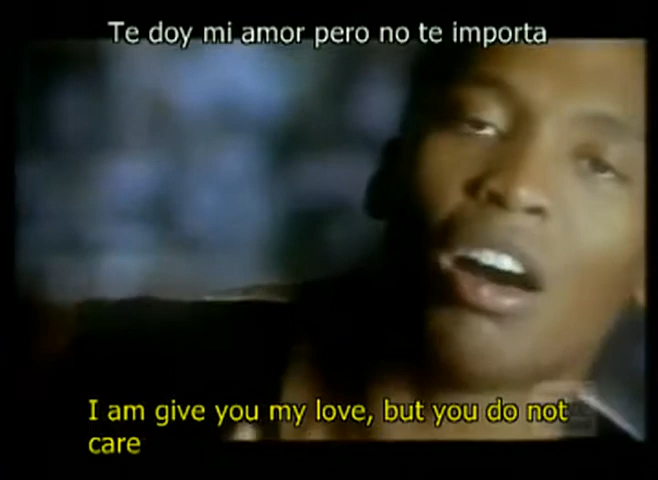 Te doy mi amor pero no te importa
I am give you my love, but you do not
care